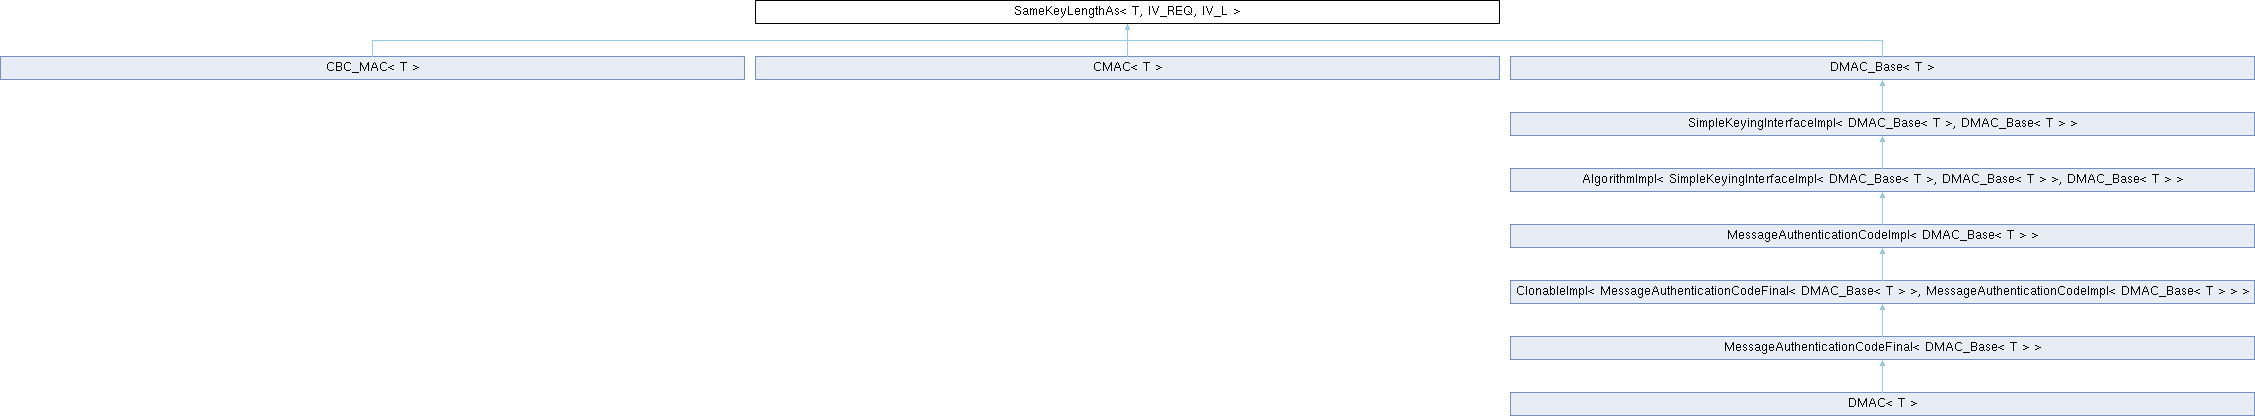 SameKeyLengthAs< T, IV_REQ, IV_L >
CBC_MAC< T >
CMAC< T >
DMAC_Base< T >
SimpleKeyingInterfaceImpl< DMAC_Base< T >, DMAC_Base< T > >
AlgorithmImpl< SimpleKeyingInterfaceImpl< DMAC_Base< T >, DMAC_Base< T > >, DMAC_Base< T > >
MessageAuthenticationCodeImpl< DMAC_Base< T > >
ClonableImpl< MessageAuthenticationCodeFinal< DMAC_Base< T > >, MessageAuthenticationCodeImpl< DMAC_Base< T > > >
MessageAuthenticationCodeFinal< DMAC_Base< T > >
DMAC< T >